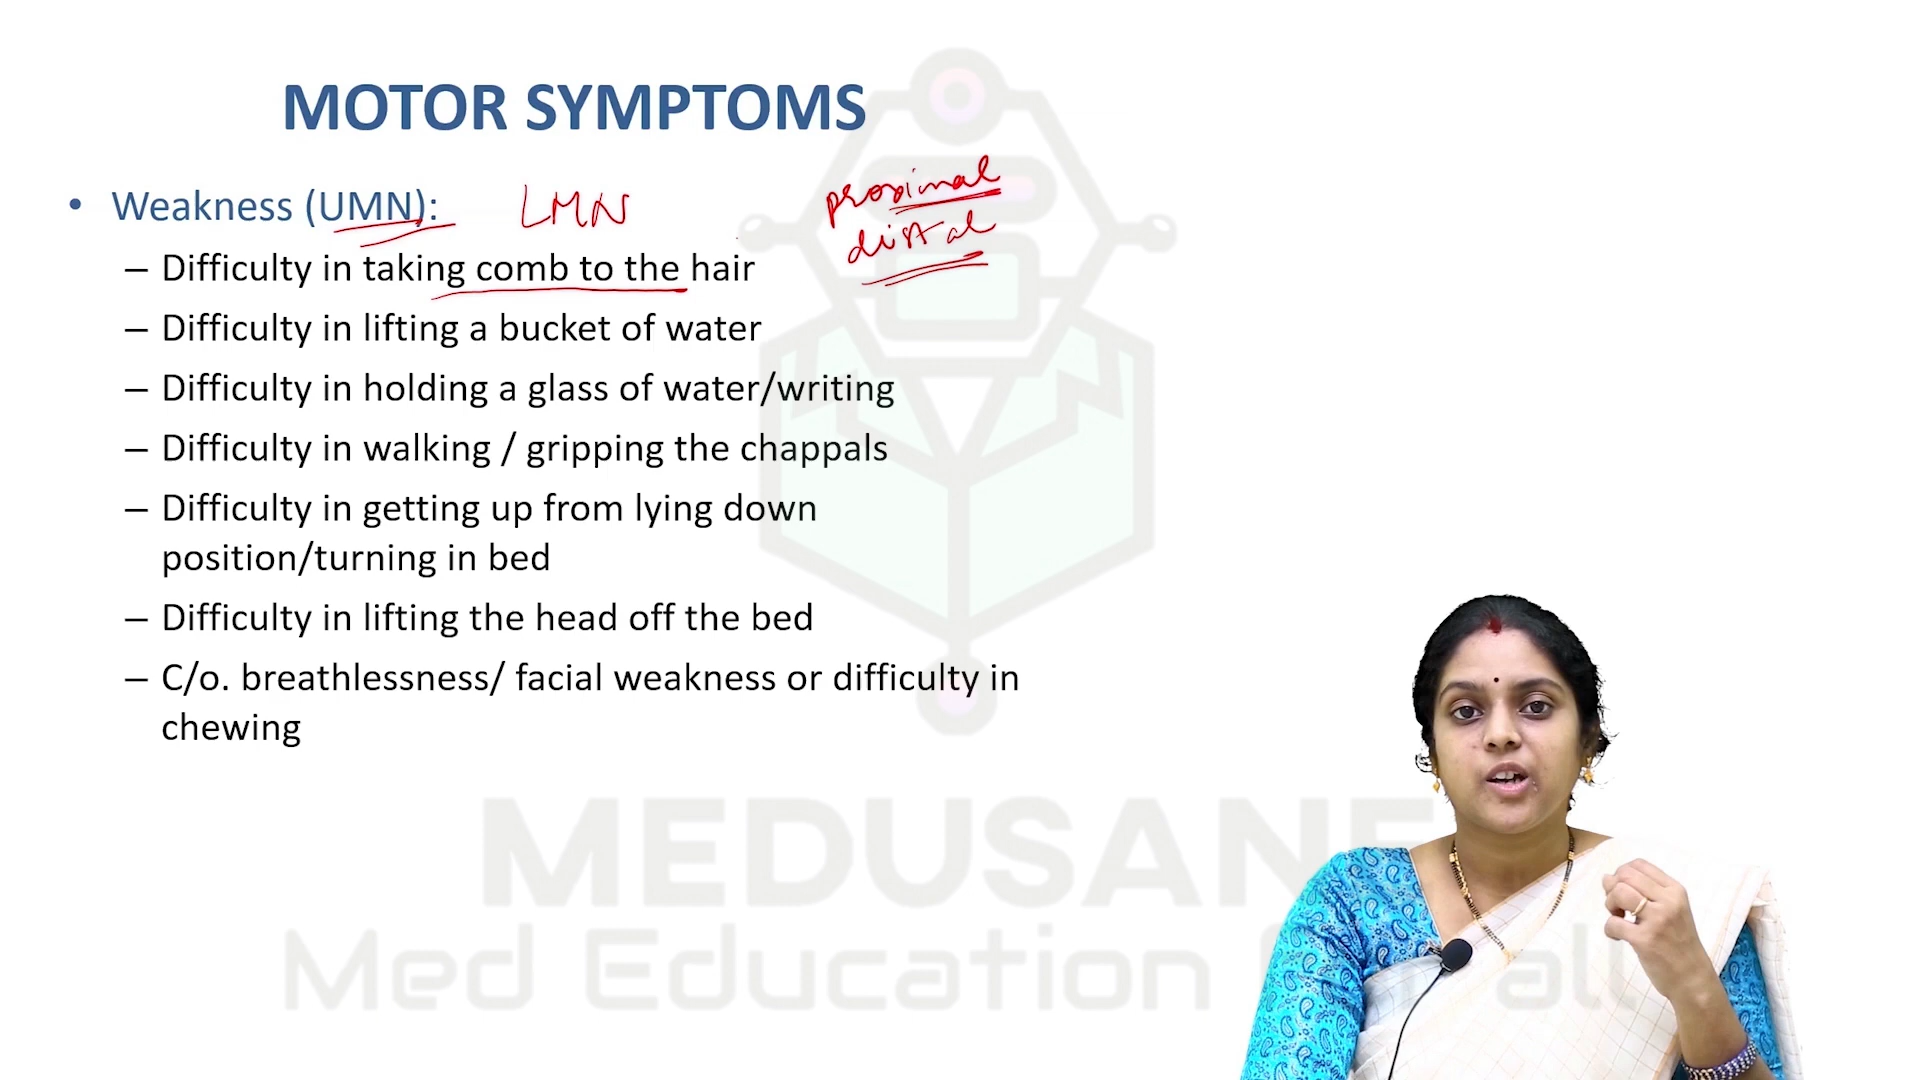 MOTOR SYMPTOMS
• Weakness (UMN): LMN
proximal
distal
– Difficulty in taking comb to the hair
– Difficulty in lifting a bucket of water
– Difficulty in holding a glass of water/writing
– Difficulty in walking / gripping the chappals
– Difficulty in getting up from lying down
position/turning in bed
– Difficulty in lifting the head off the bed
– C/o. breathlessness/ facial weakness or difficulty in
chewing
MEDUSANE
Med Education all